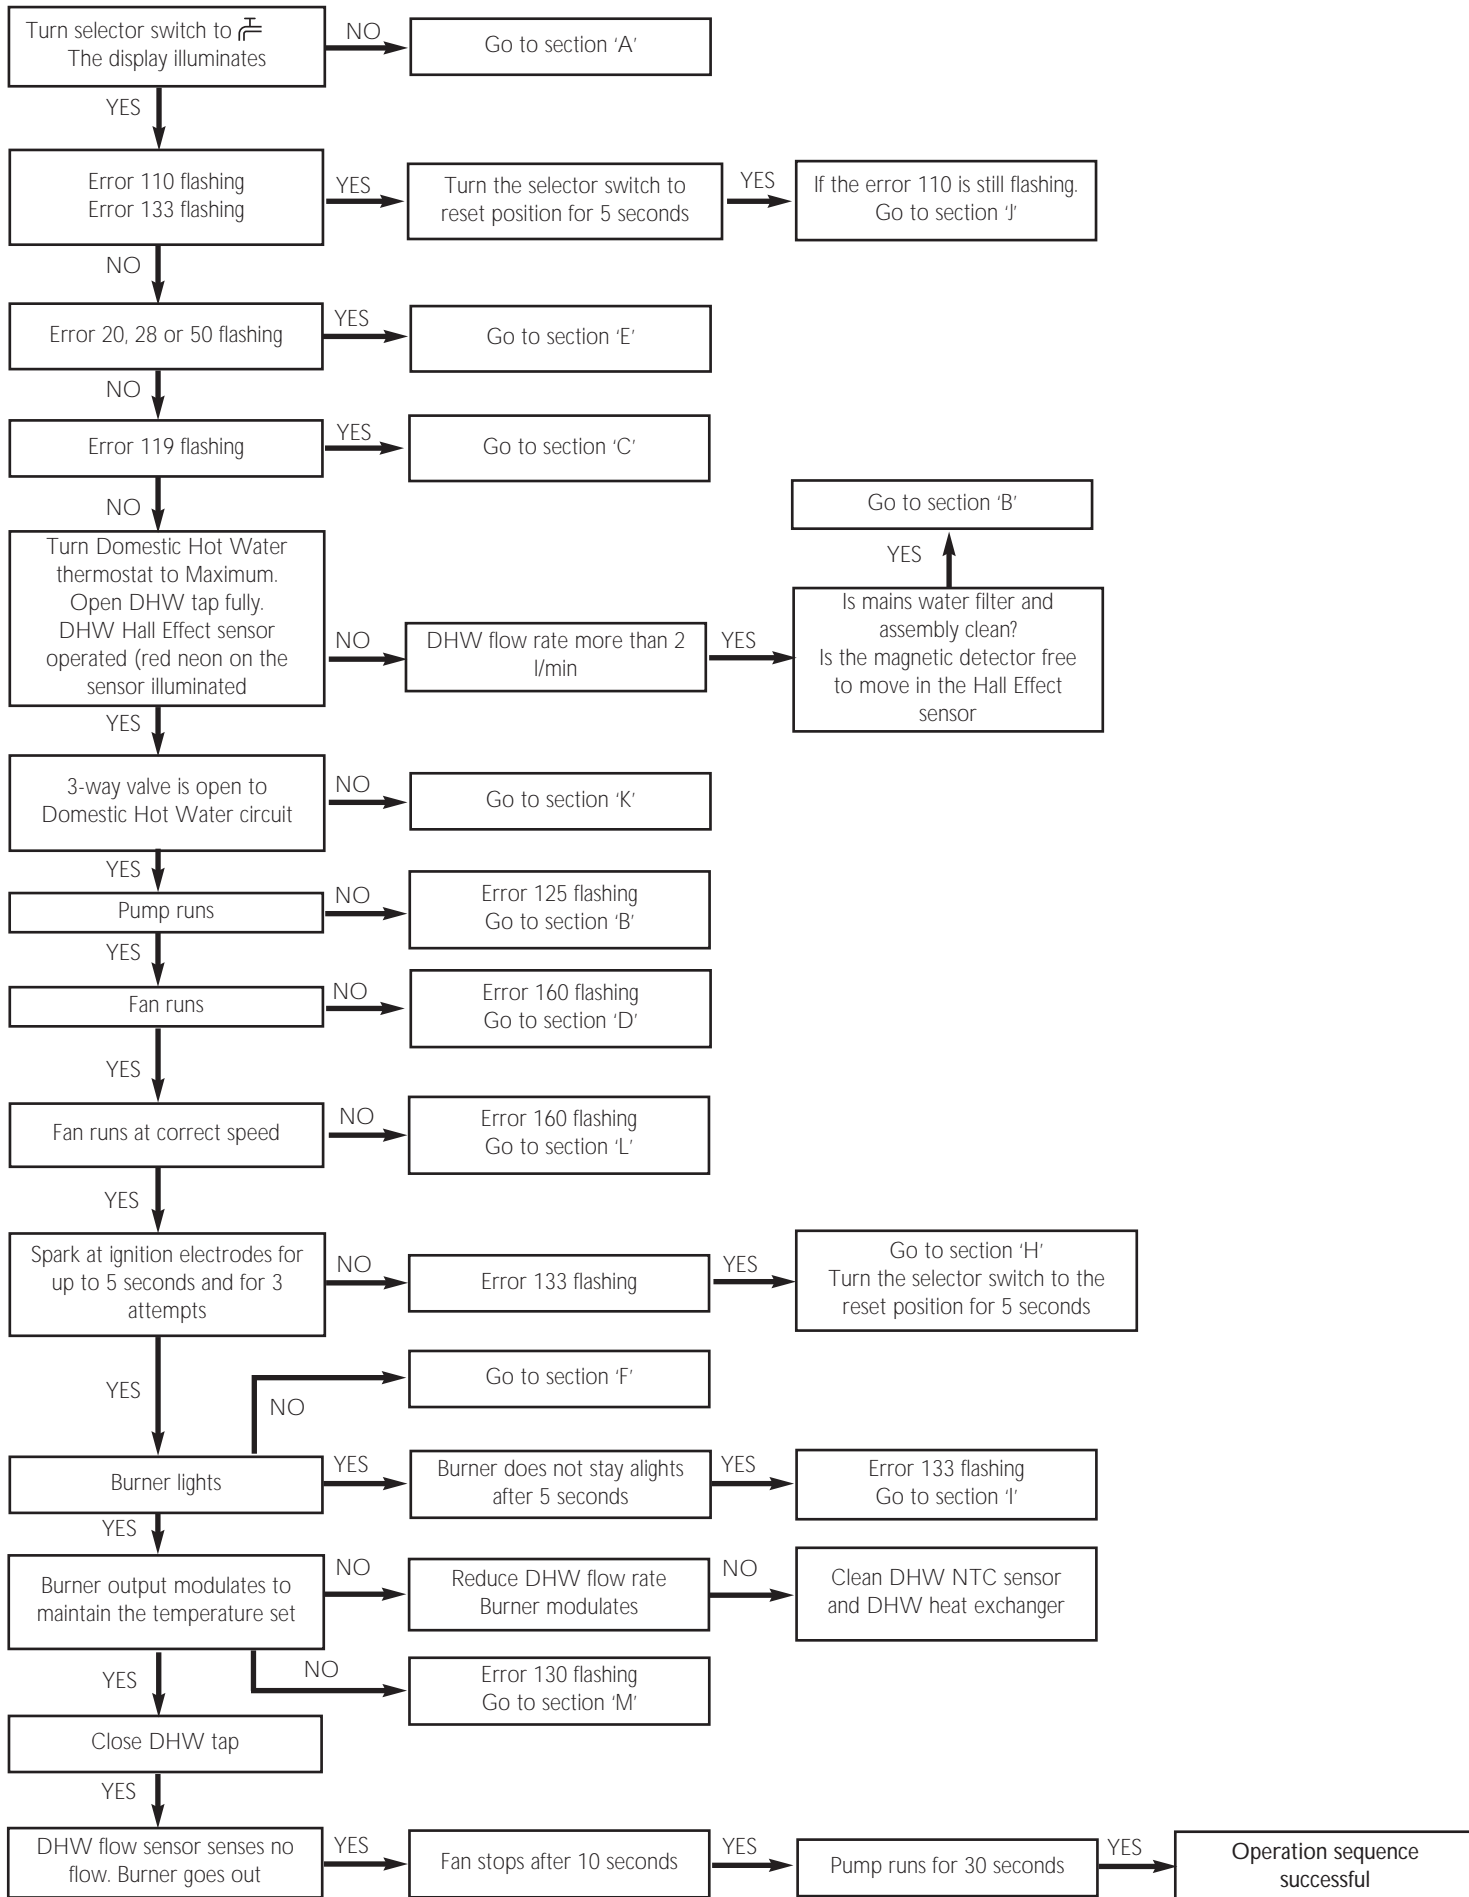 Turn selector switch to
The display illuminates
NO
Go to section ‘A’
YES
Error 110 flashing
Error 133 flashing
YES
Turn the selector switch to
reset position for 5 seconds
YES
If the error 110 is still flashing.
Go to section ‘J’
NO
Error 20, 28 or 50 flashing
YES
Go to section ‘E’
NO
Error 119 flashing
YES
Go to section ‘C’
NO
Turn Domestic Hot Water
thermostat to Maximum.
Open DHW tap fully.
DHW Hall Effect sensor
operated (red neon on the
sensor illuminated
NO
DHW flow rate more than 2
l/min
YES
Is mains water filter and
assembly clean?
Is the magnetic detector free
to move in the Hall Effect
sensor
YES
Go to section ‘B’
YES
3-way valve is open to
Domestic Hot Water circuit
NO
Go to section ‘K’
YES
Pump runs
NO
Error 125 flashing
Go to section ‘B’
YES
Fan runs
NO
Error 160 flashing
Go to section ‘D’
YES
Fan runs at correct speed
NO
Error 160 flashing
Go to section ‘L’
YES
Spark at ignition electrodes for
up to 5 seconds and for 3
attempts
NO
Error 133 flashing
YES
Go to section ‘H’
Turn the selector switch to the
reset position for 5 seconds
YES
NO
Go to section ‘F’
Burner lights
YES
Burner does not stay alights
after 5 seconds
YES
Error 133 flashing
Go to section ‘I’
YES
Burner output modulates to
maintain the temperature set
NO
Reduce DHW flow rate
Burner modulates
NO
Clean DHW NTC sensor
and DHW heat exchanger
NO
Error 130 flashing
Go to section ‘M’
YES
Close DHW tap
YES
DHW flow sensor senses no
flow. Burner goes out
YES
Fan stops after 10 seconds
YES
Pump runs for 30 seconds
YES
Operation sequence
successful